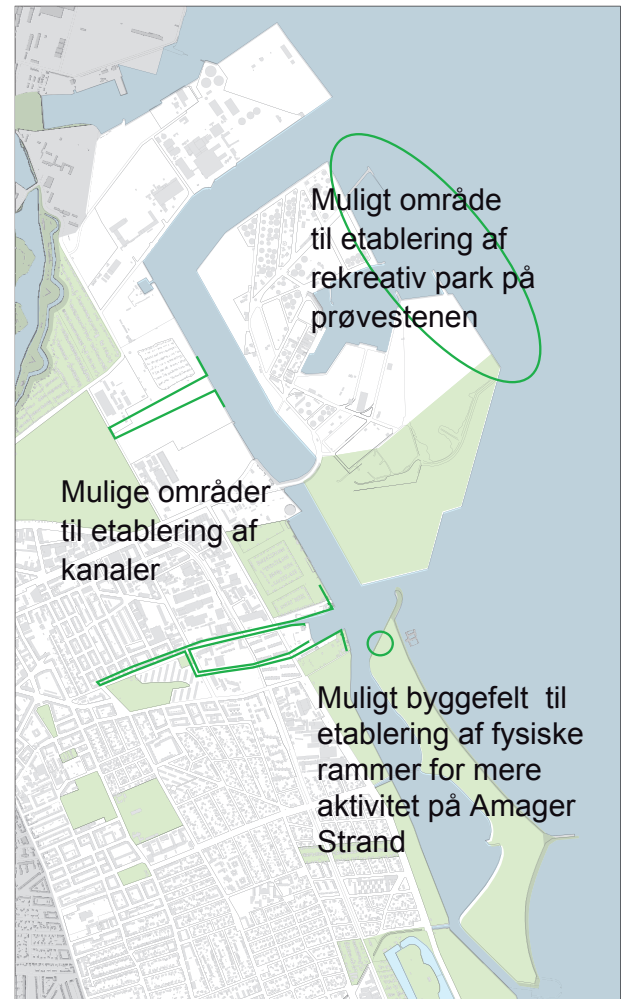 Muligt område
til etablering af
rekreativ park på
prøvestenen
Mulige områder
til etablering af
kanaler
Muligt byggefelt til
etablering af fysiske
rammer for mere
aktivitet på Amager
Strand